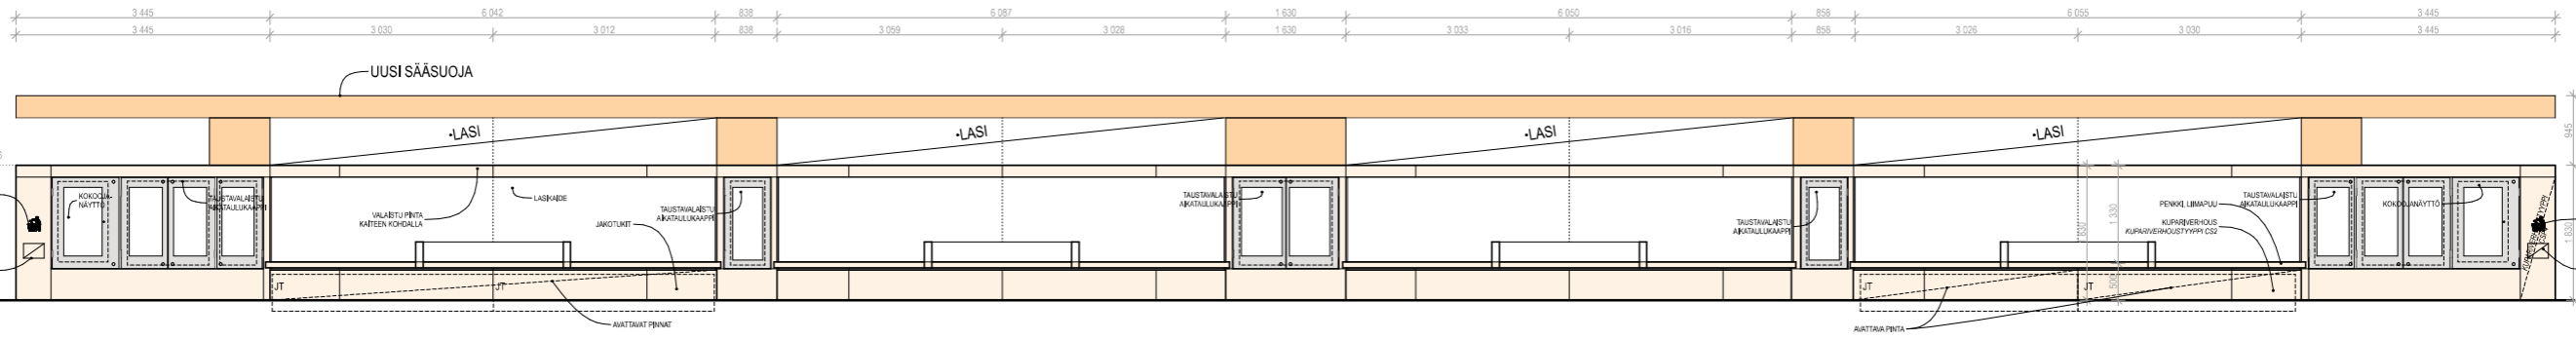 3 445 6 042 838 6 087 1 630 6 050 858 6 055 3 445
3 445 3 030 3 012 838 3 059 3 028 1 630 3 033 3 016 858 3 026 3 030 3 445
UUSI SÄÄSUOJA
•LASI •LASI •LASI •LASI
945
KOKOOJA-
NÄYTTÖ
TAUSTAVALAISTU
AIKATAULUKAAPPI
VALAISTU PINTA
KAITEEN KOHDALLA
LASIKAIDE
JAKOTUKIT
TAUSTAVALAISTU
AIKATAULUKAAPPI
TAUSTAVALAISTU
AIKATAULUKAAPPI
TAUSTAVALAISTU
AIKATAULUKAAPPI
1 330
PENKKI, LIIMAPUU
KUPARIVERHOUS
KUPARIVERHOUSTYYPPI CS2
TAUSTAVALAISTU
AIKATAULUKAAPPI
KOKOOJANÄYTTÖ
1 830
JT JT JT JT
500
AVATTAVAT PINNAT
AVATTAVA PINTA